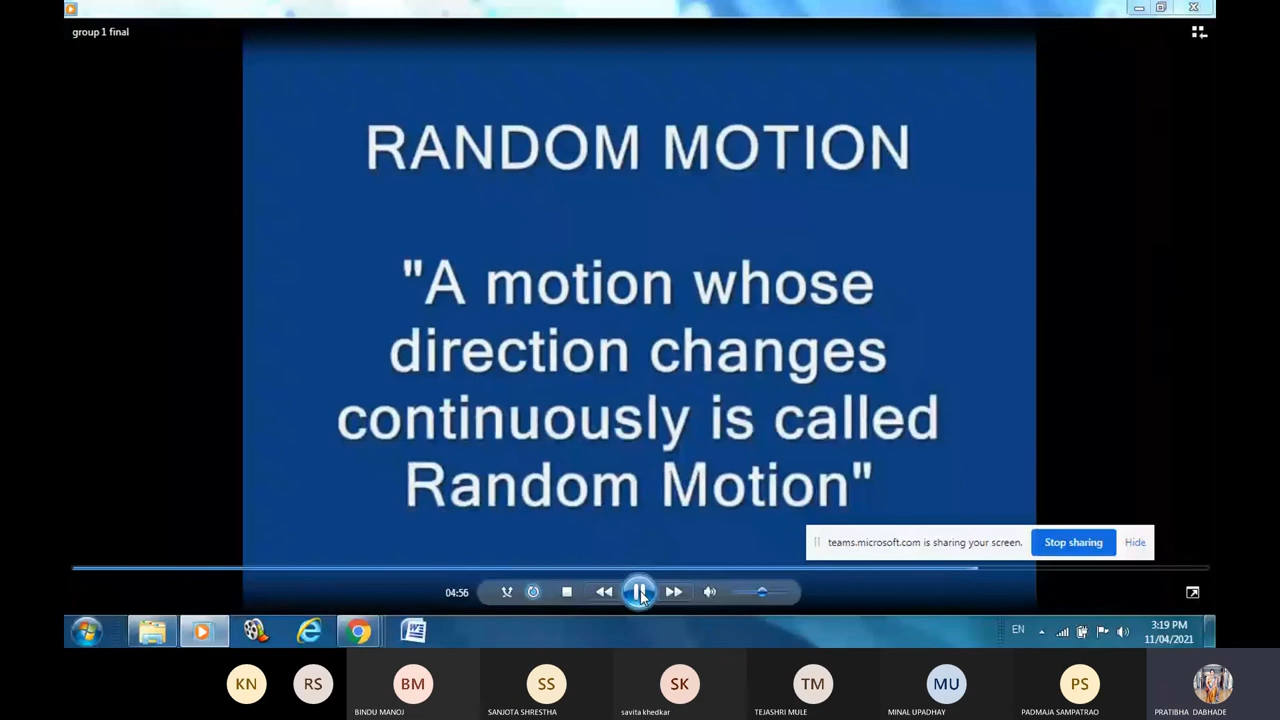 group 1 final
RANDOM MOTION
"A motion whose
direction changes
continuously is called
Random Motion"
teams.microsoft.com is sharing your screen.
Stop sharing
Hide
04:56
EN
3:19 PM
11/04/2021
KN
RS
BM
SS
SK
TM
MU
PS
BINDU MANOJ
SANJOTA SHRESTHA
savita khedkar
TEJASHRI MULE
MINAL UPADHAY
PADMAJA SAMPATRAO
PRATIBHA DABHADE